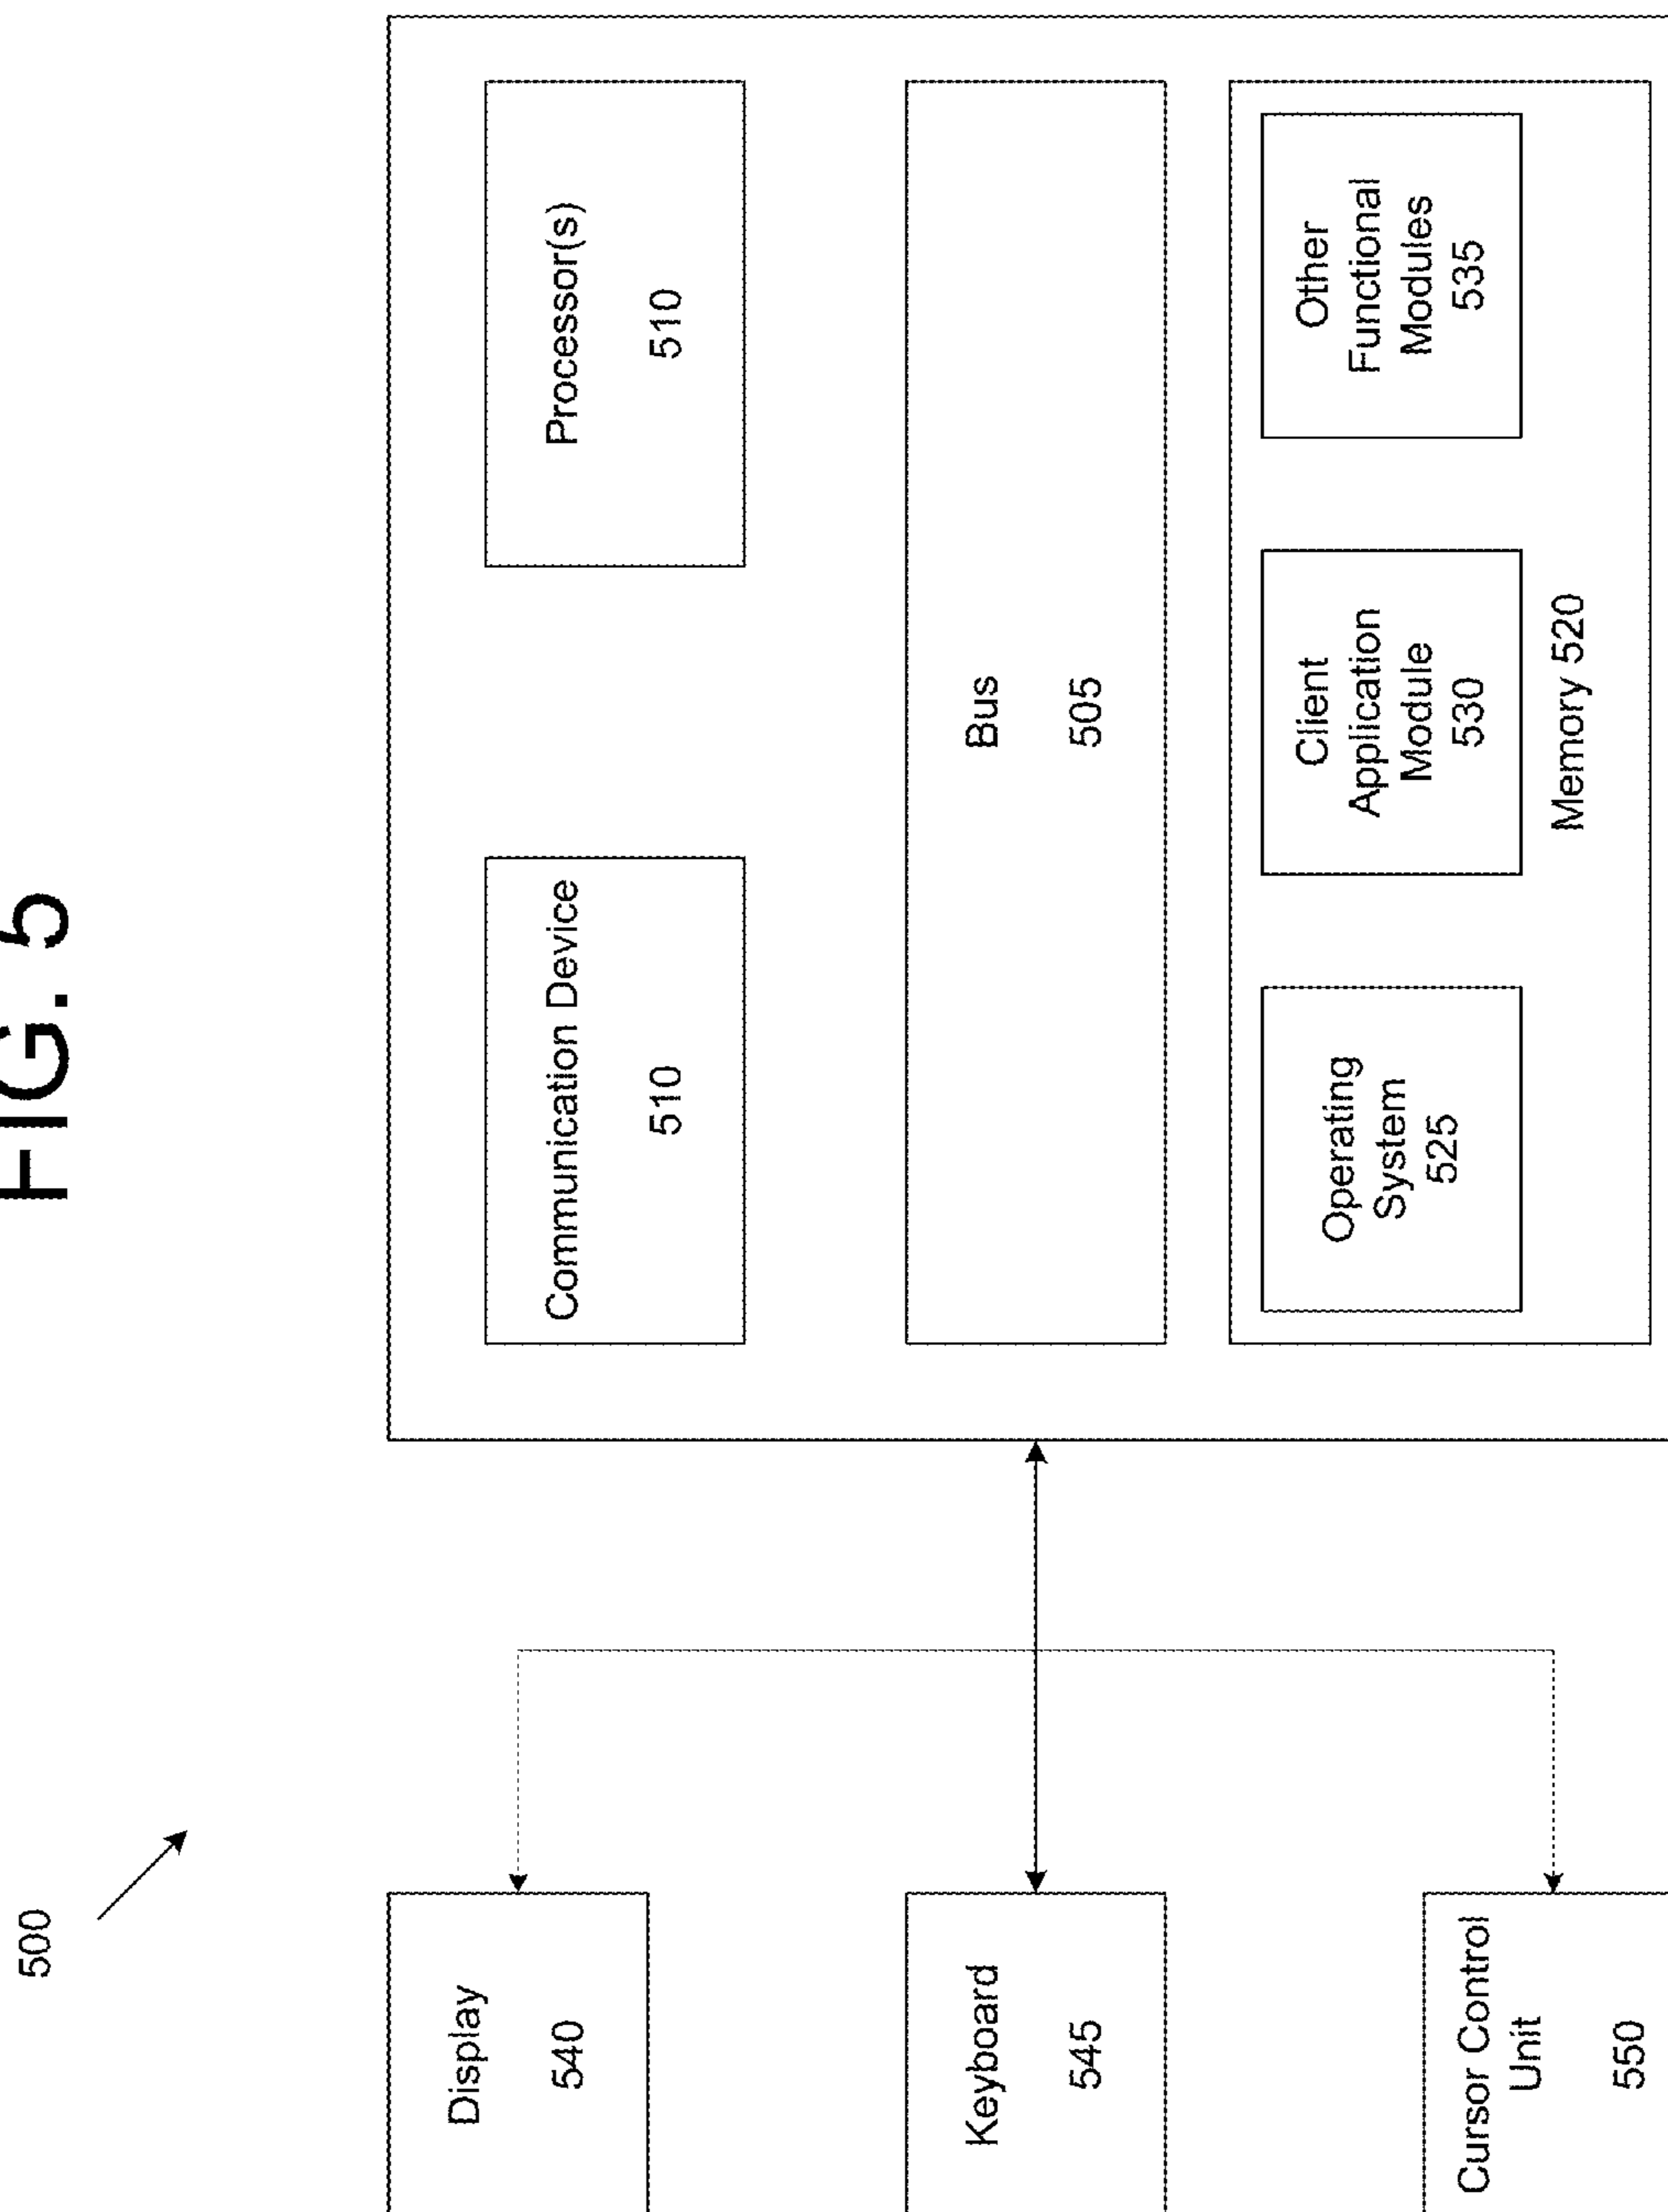 FIG. 5
500
Display
540
Keyboard
545
Cursor Control
Unit
550
Communication Device
510
Processor(s)
510
Bus
505
Operating
System
525
Client
Application
Module
530
Other
Functional
Modules
535
Memory 520